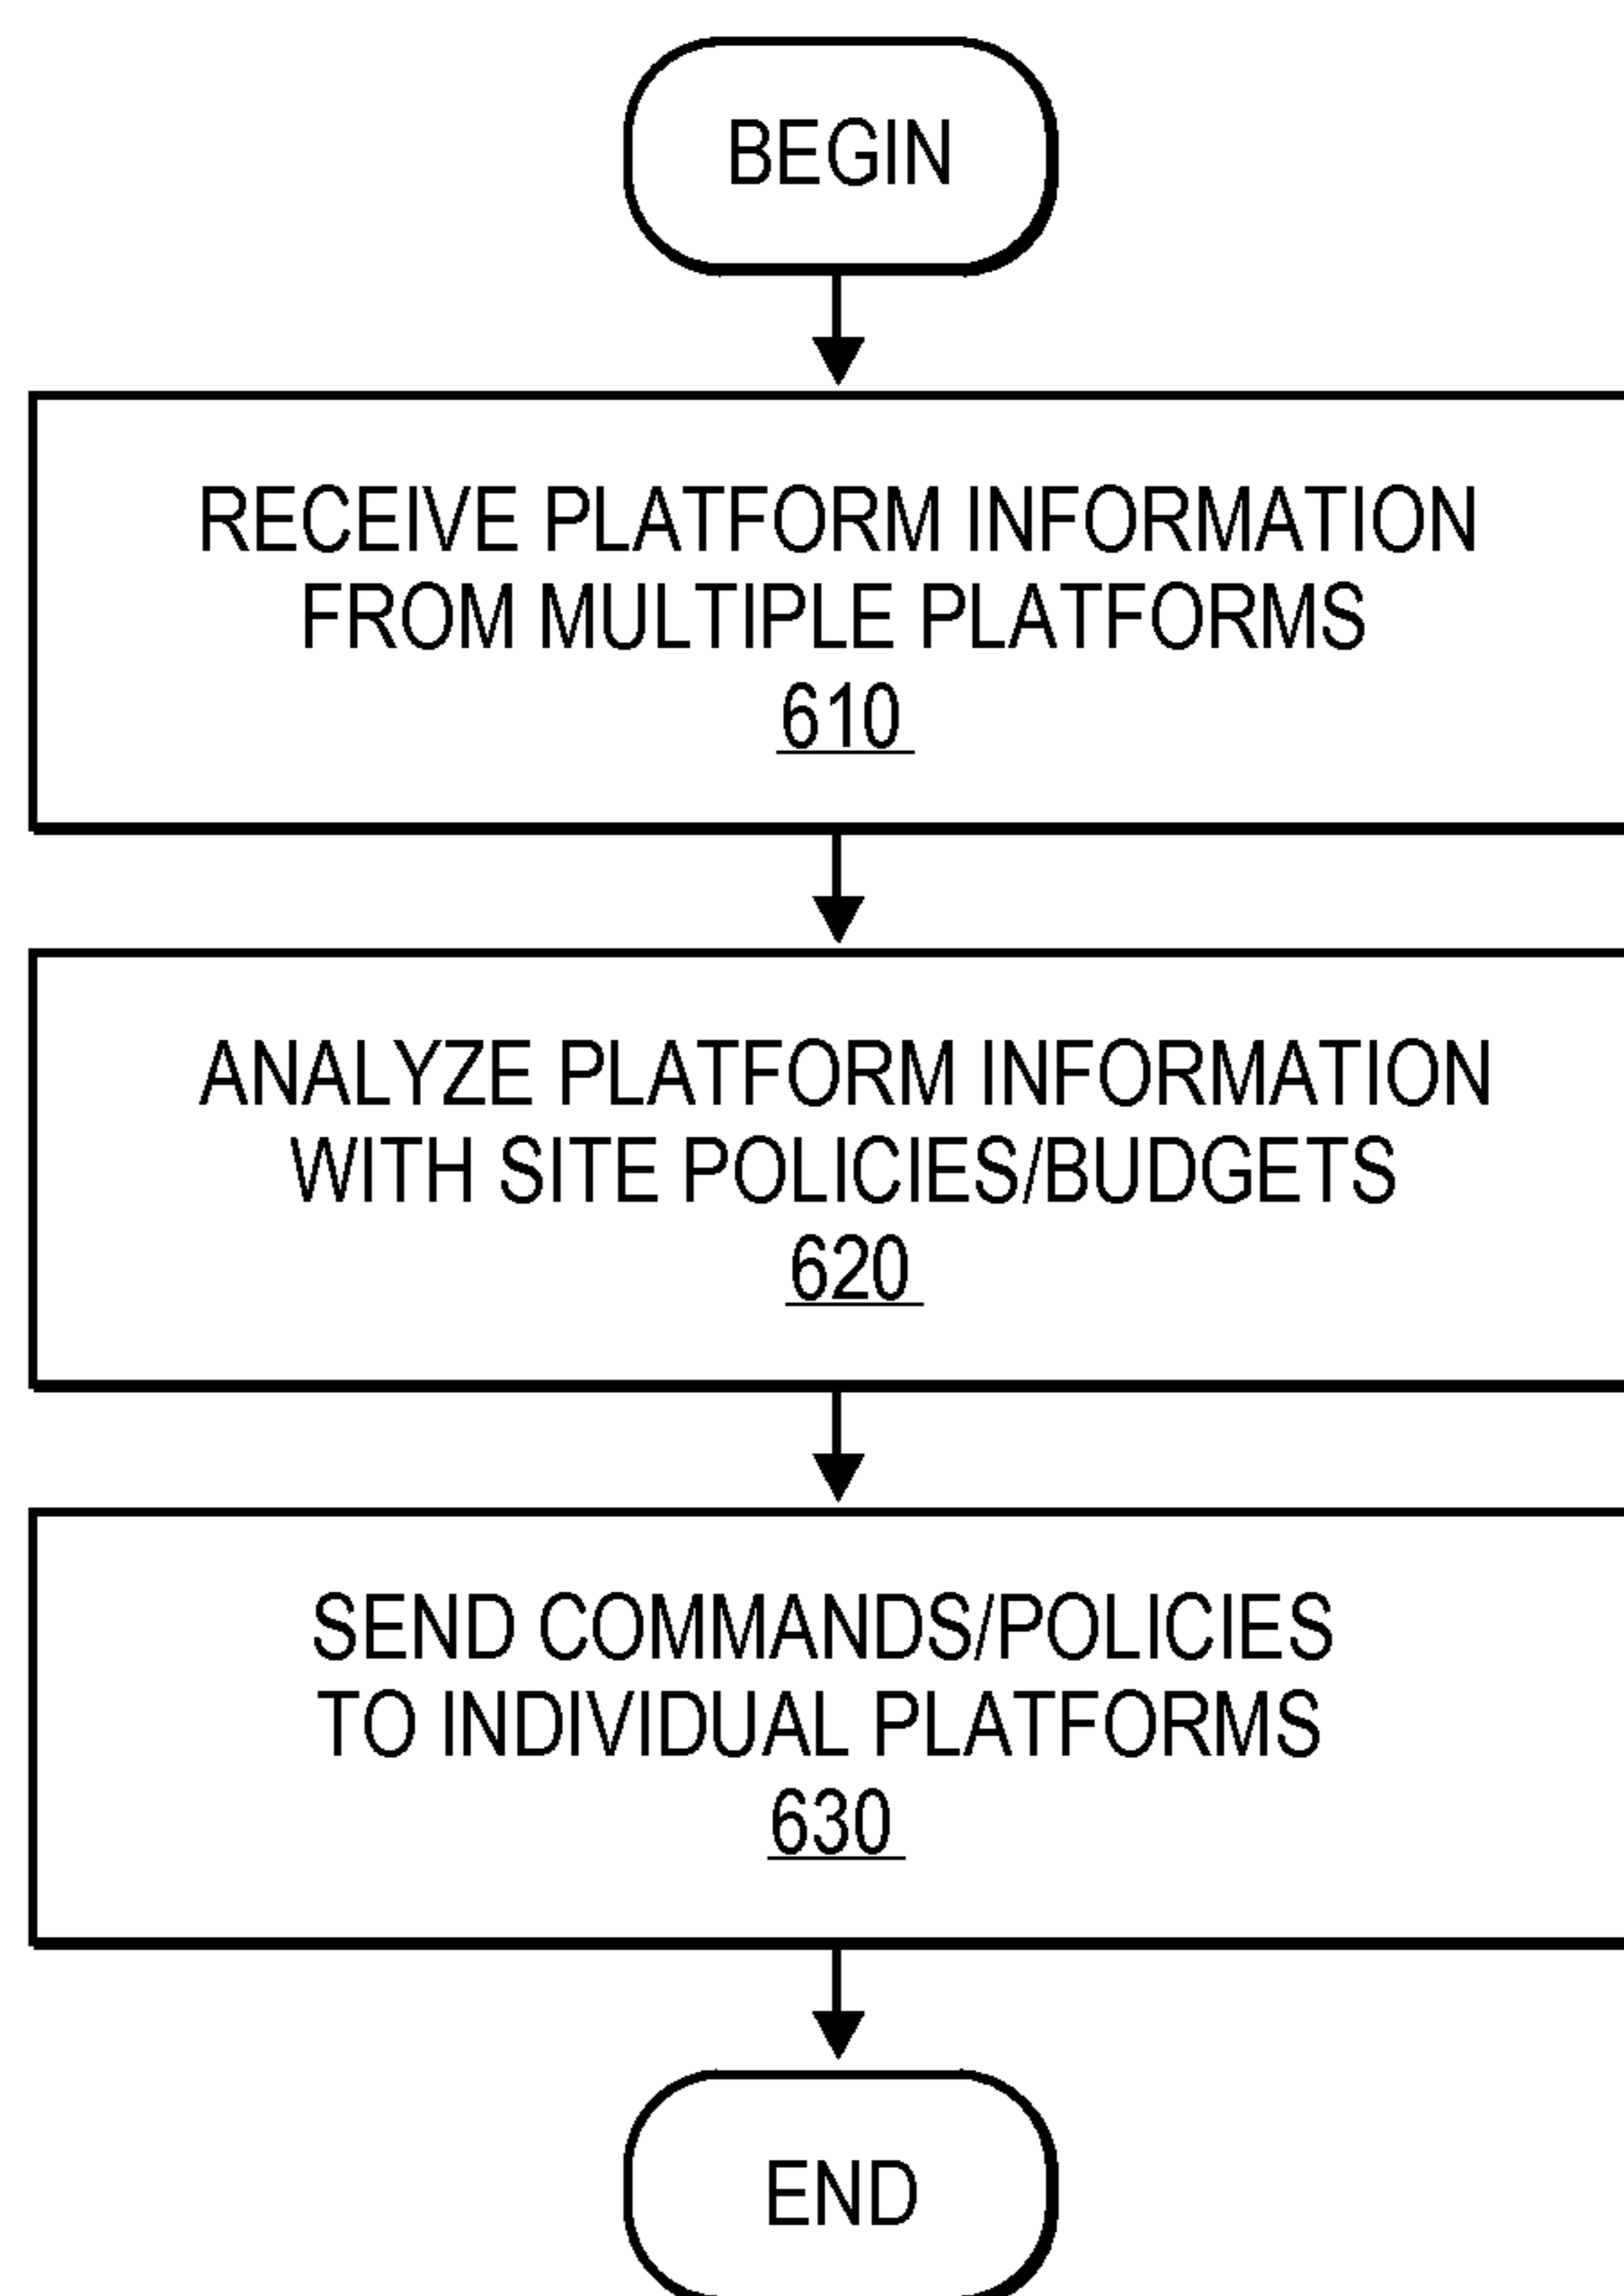 BEGIN
RECEIVE PLATFORM INFORMATION
FROM MULTIPLE PLATFORMS
610
ANALYZE PLATFORM INFORMATION
WITH SITE POLICIES/BUDGETS
620
SEND COMMANDS/POLICIES
TO INDIVIDUAL PLATFORMS
630
END